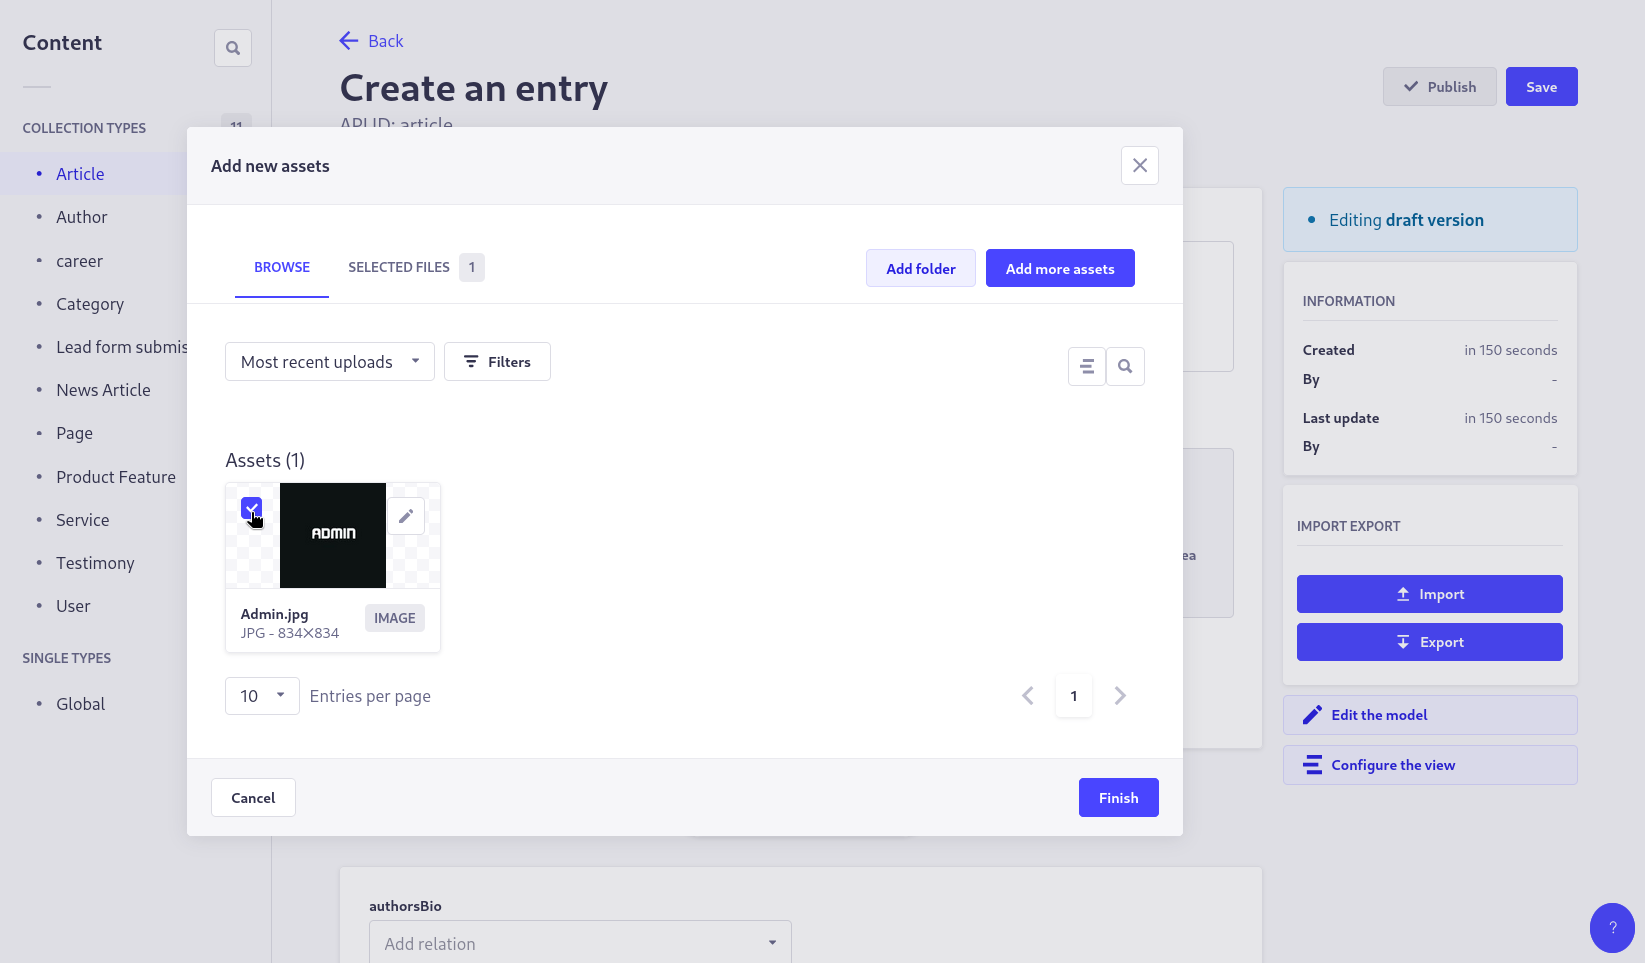 Content
COLLECTION TYPES
11
Article
Author
career
Category
Lead form submis
News Article
Page
Product Feature
Service
Testimony
User
SINGLE TYPES
Global
Back
Create an entry
API ID: article
Publish
Save
Add new assets
BROWSE
SELECTED FILES 1
Add folder
Add more assets
Most recent uploads
Filters
Assets (1)
ADMIN
Admin.jpg
JPG - 834✕834
IMAGE
10
Entries per page
1
Cancel
Finish
ea
Editing draft version
INFORMATION
Created
in 150 seconds
By
-
Last update
in 150 seconds
By
-
IMPORT EXPORT
Import
Export
Edit the model
Configure the view
authorsBio
Add relation
?